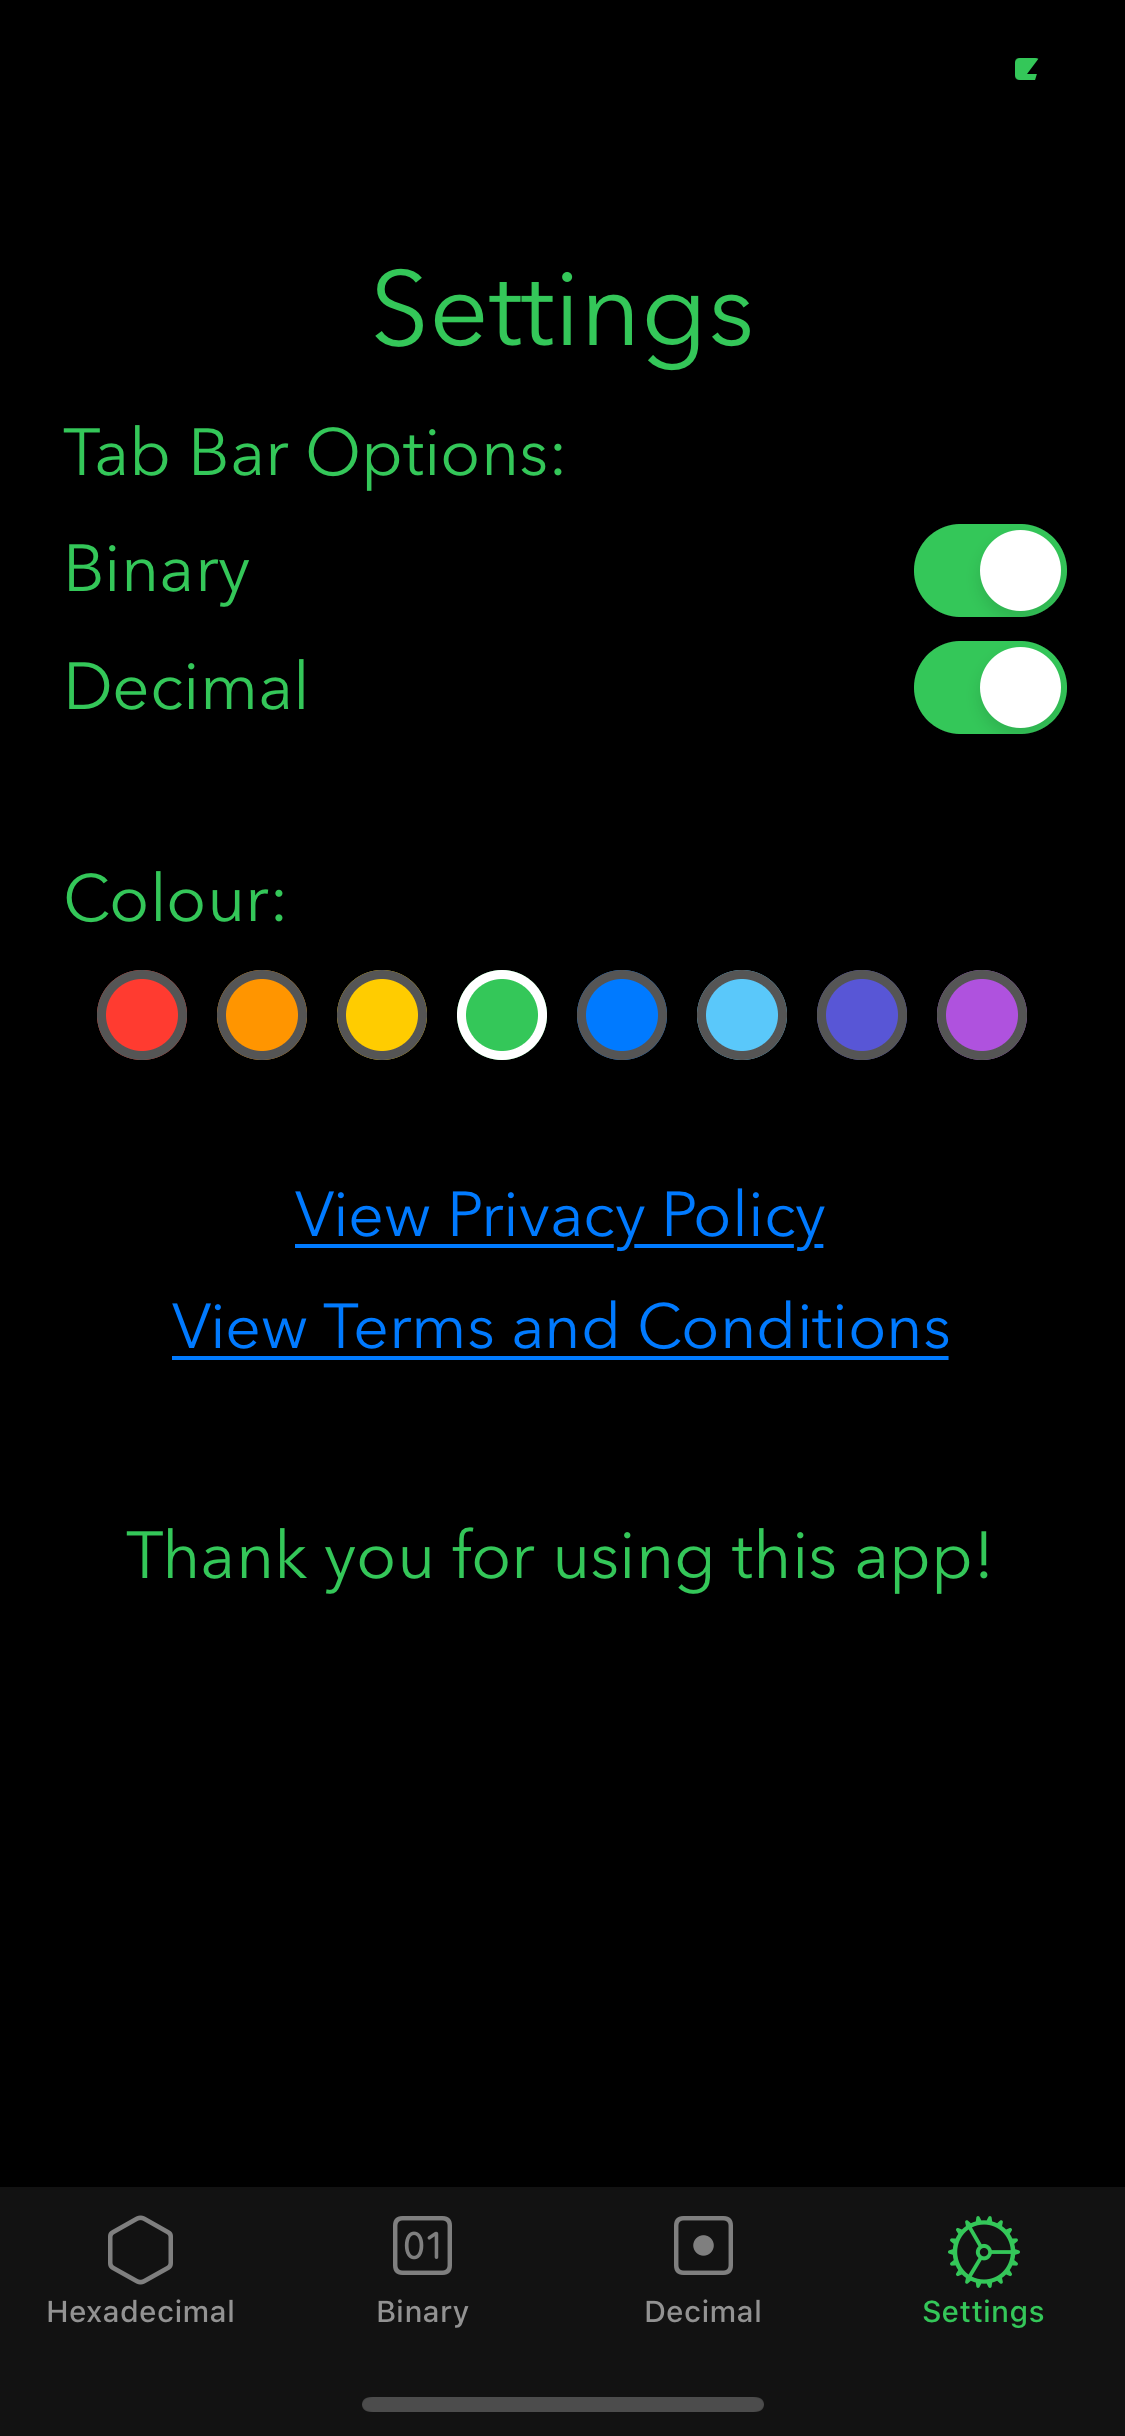 Settings
Tab Bar Options:
Binary
Decimal
Colour:
View Privacy Policy
View Terms and Conditions
Thank you for using this app!
01
Hexadecimal
Binary
Decimal
Settings